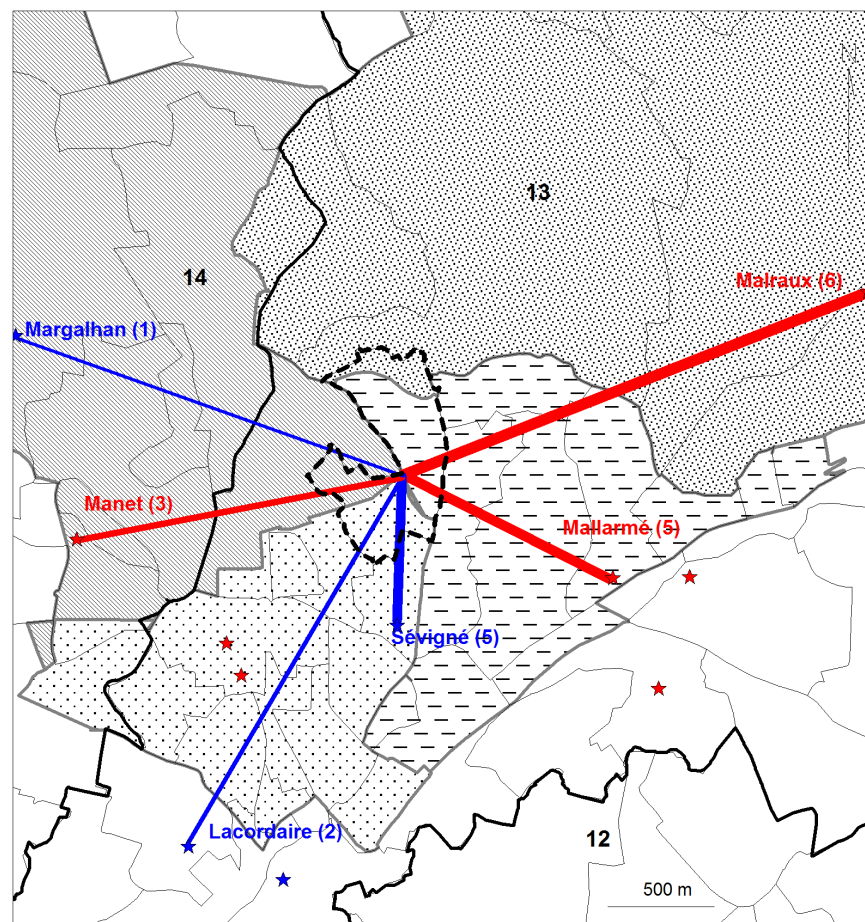 13
14
Malraux (6)
Margalhan (1)
Manet (3)
Mallarmé (5)
Sévigné (5)
Lacordaire (2)
12
500 m